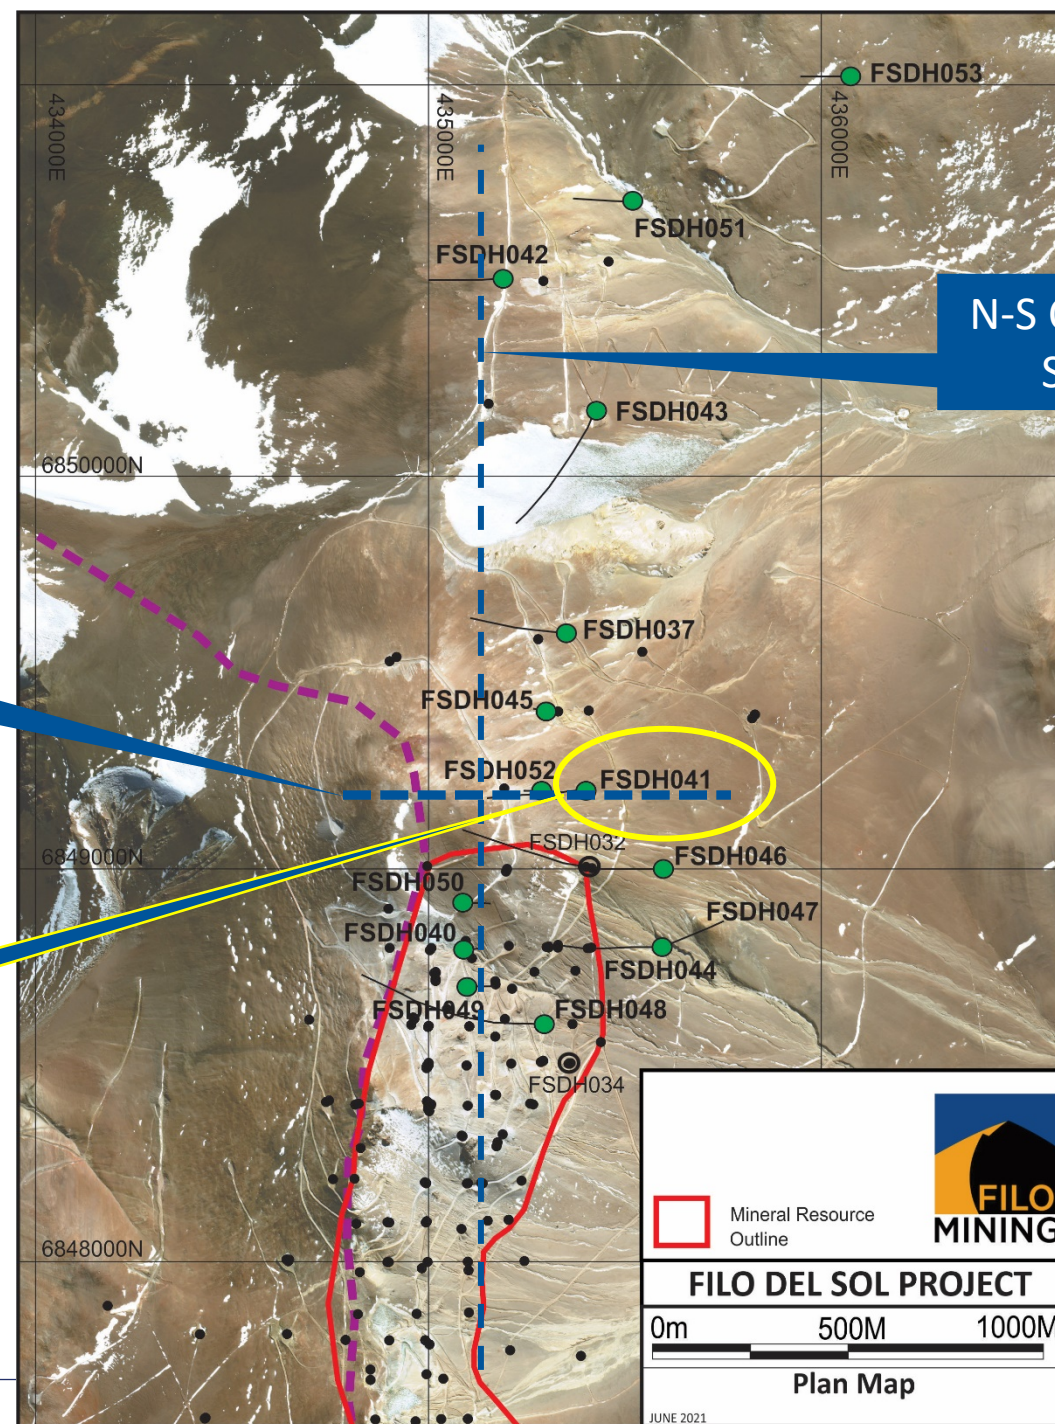 FSDH053
434000E
435000E
436000E
FSDH051
FSDH042
N-S
S
FSDH043
6850000N
FSDH037
FSDH045
FSDH052
FSDH041
FSDH032
6849000N
FSDH046
FSDH050
FSDH047
FSDH040
FSDH044
FSDH049
FSDH048
FSDH034
Mineral Resource
Outline
FILO
MINING
6848000N
FILO DEL SOL PROJECT
0m 500M 1000M
Plan Map
JUNE 2021